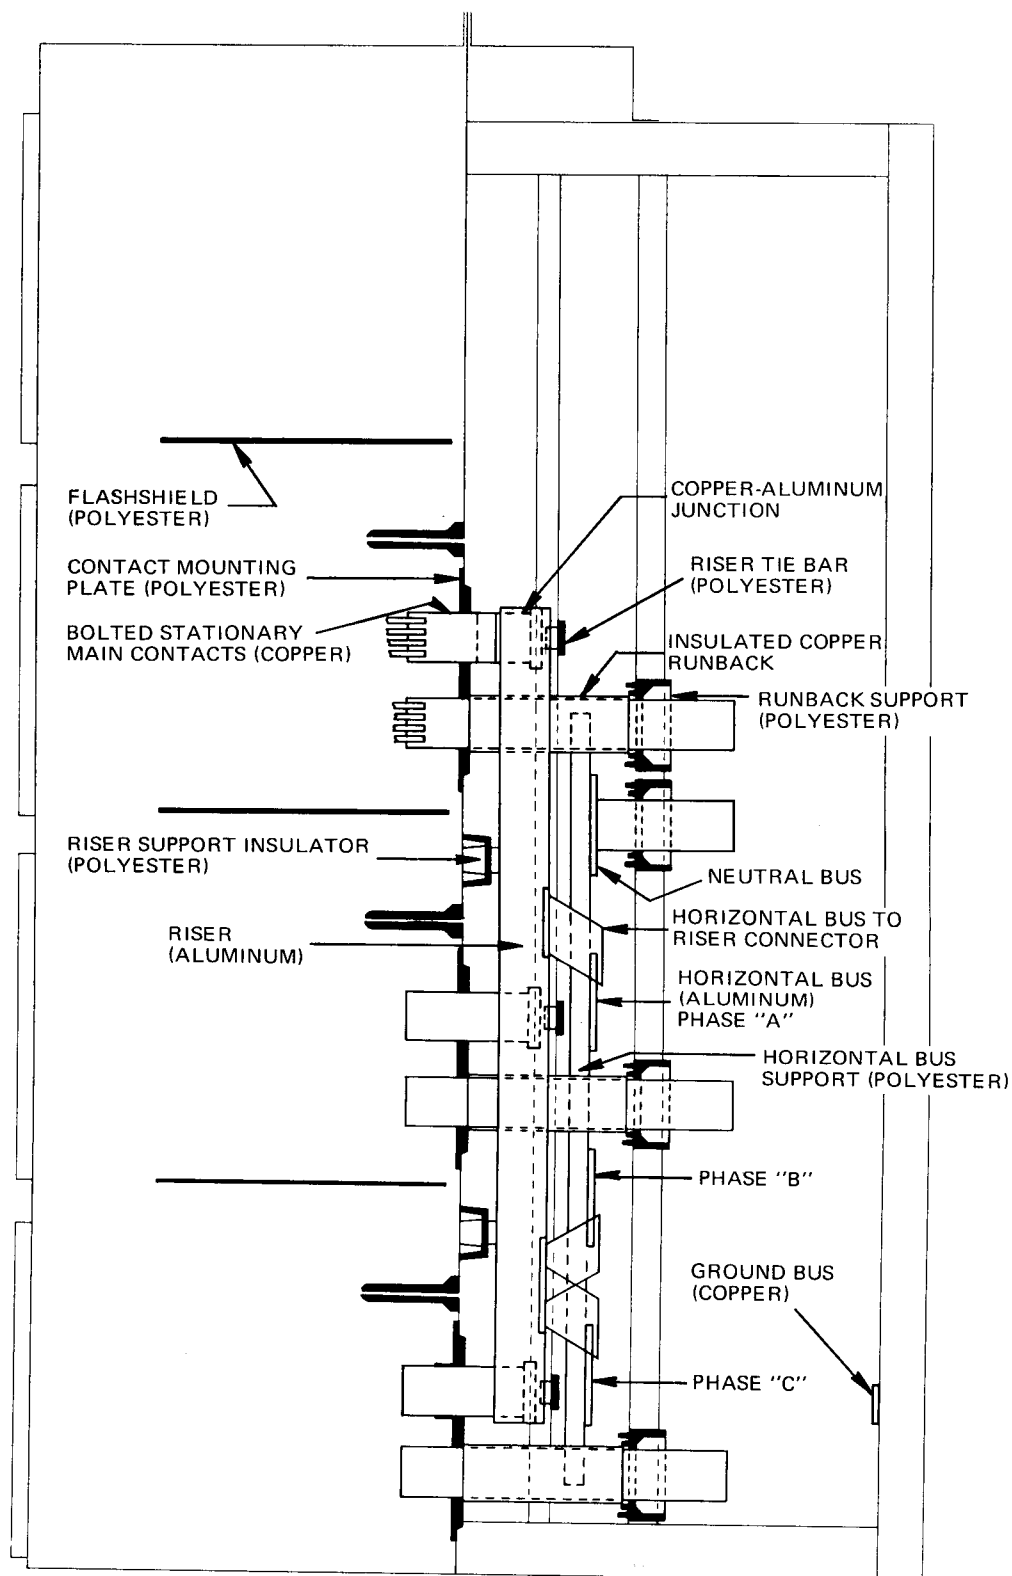 FLASHSHIELD
(POLYESTER)
COPPER-ALUMINUM
JUNCTION
CONTACT MOUNTING
PLATE (POLYESTER)
RISER TIE BAR
(POLYESTER)
BOLTED STATIONARY
MAIN CONTACTS (COPPER)
INSULATED COPPER
RUNBACK
RUNBACK SUPPORT
(POLYESTER)
RISER SUPPORT INSULATOR
(POLYESTER)
NEUTRAL BUS
RISER
(ALUMINUM)
HORIZONTAL BUS TO
RISER CONNECTOR
HORIZONTAL BUS
(ALUMINUM)
PHASE "A"
HORIZONTAL BUS
SUPPORT (POLYESTER)
PHASE "B"
GROUND BUS
(COPPER)
PHASE "C"